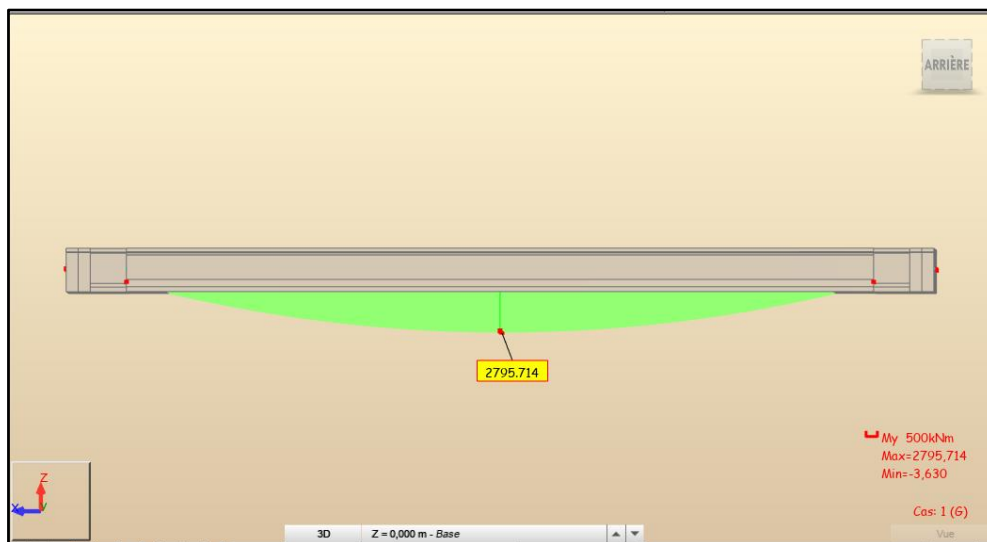 ARRIÈRE
2795.714
My 500kNm
Max=2795,714
Min=-3,630
Cas: 1 (G)
Z
X
Y
3D Z = 0,000 m - Base
Vue